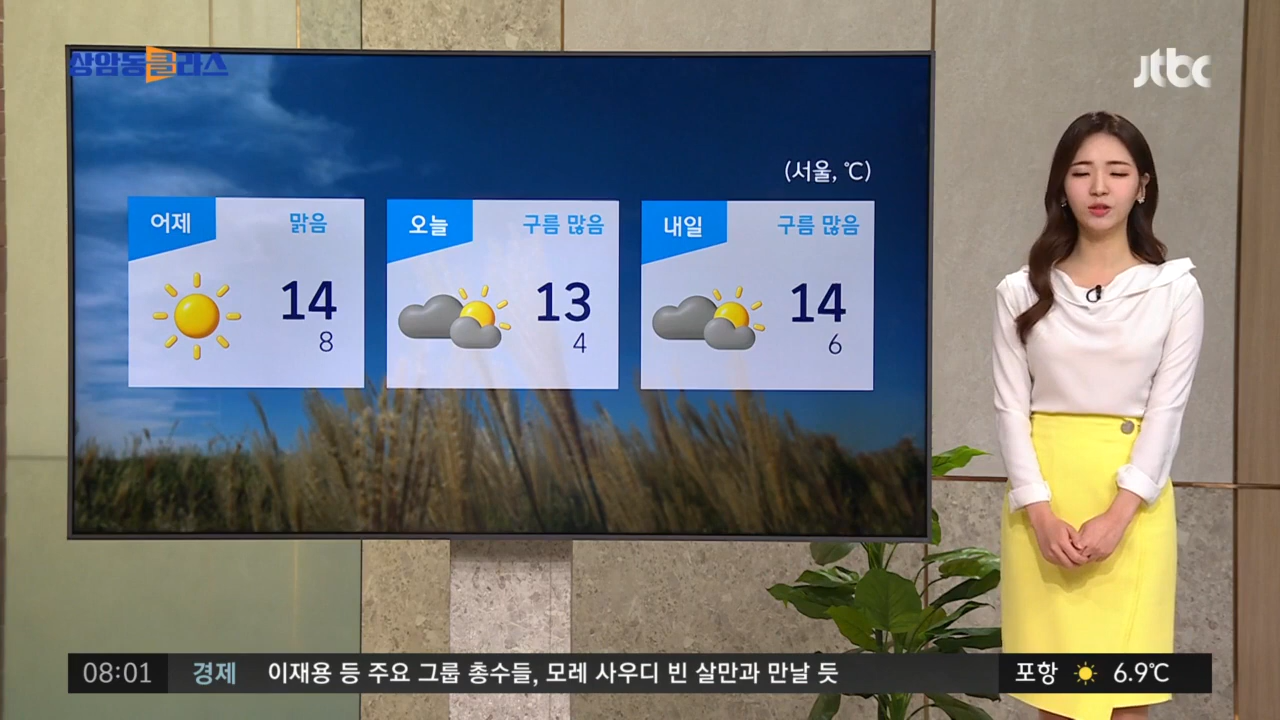 상암동클라스
jtbc
(서울, ℃)
어제 맑음
14
8
오늘 구름 많음
13
4
내일 구름 많음
14
6
08:01 경제 이재용 등 주요 그룹 총수들, 모레 사우디 빈 살만과 만날 듯 포항 6.9℃